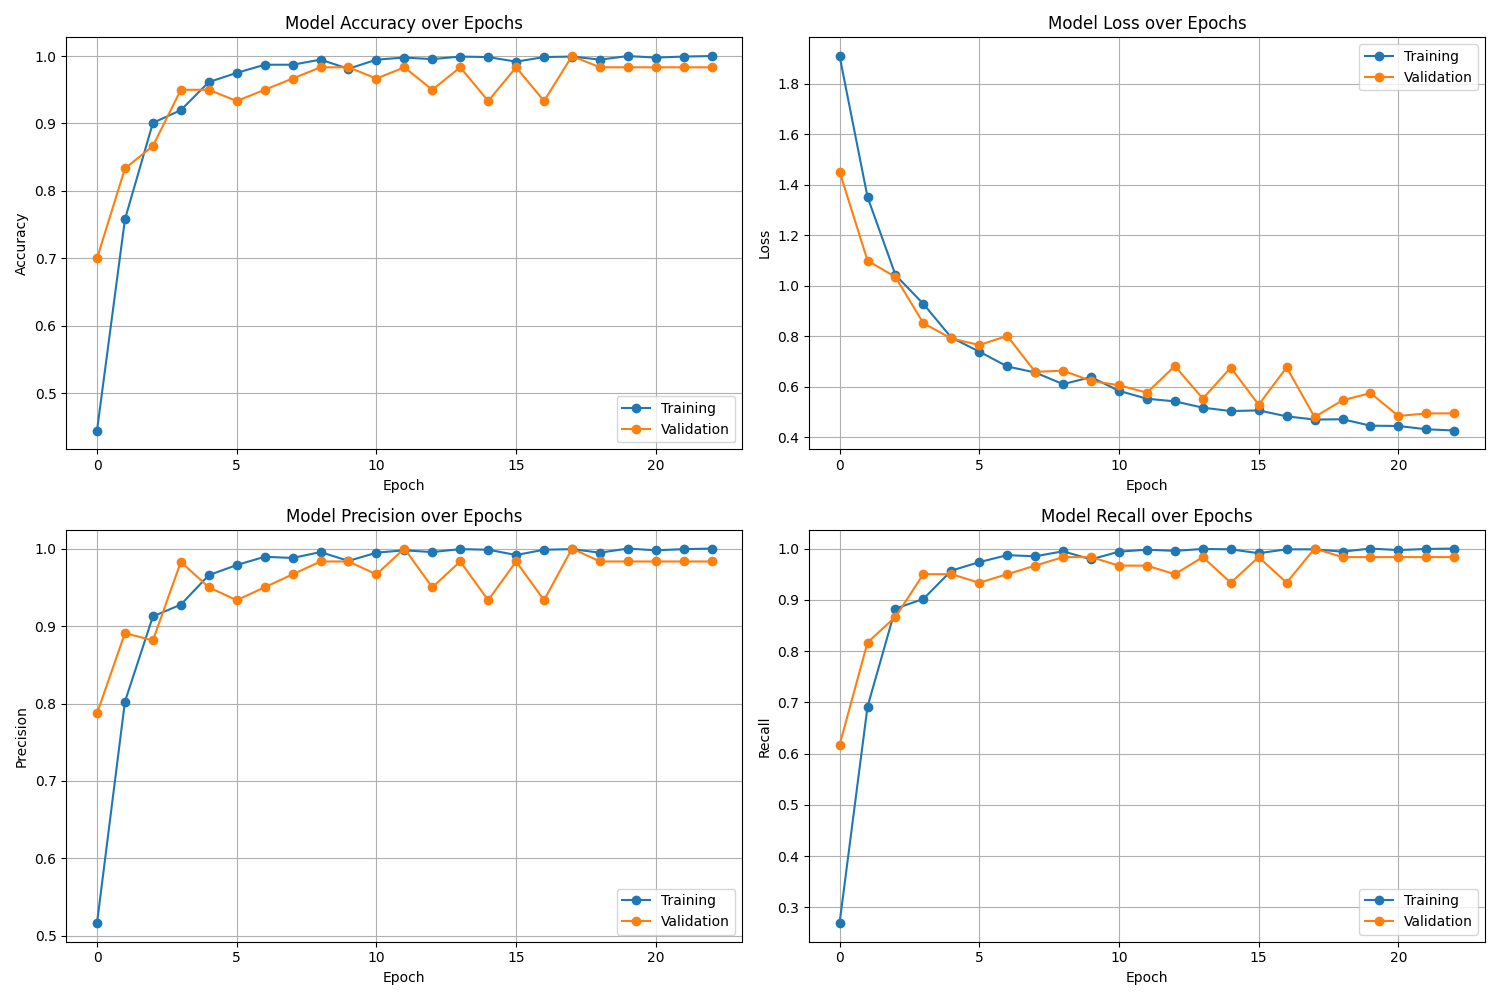 Model Accuracy over Epochs
1.0
0.9
0.8
0.7
0.6
0.5
Accuracy
0 5 10 15 20
Epoch
Training
Validation
Model Loss over Epochs
1.8
1.6
1.4
1.2
1.0
0.8
0.6
0.4
Loss
0 5 10 15 20
Epoch
Training
Validation
Model Precision over Epochs
1.0
0.9
0.8
0.7
0.6
0.5
Precision
0 5 10 15 20
Epoch
Training
Validation
Model Recall over Epochs
1.0
0.9
0.8
0.7
0.6
0.5
0.4
0.3
Recall
0 5 10 15 20
Epoch
Training
Validation